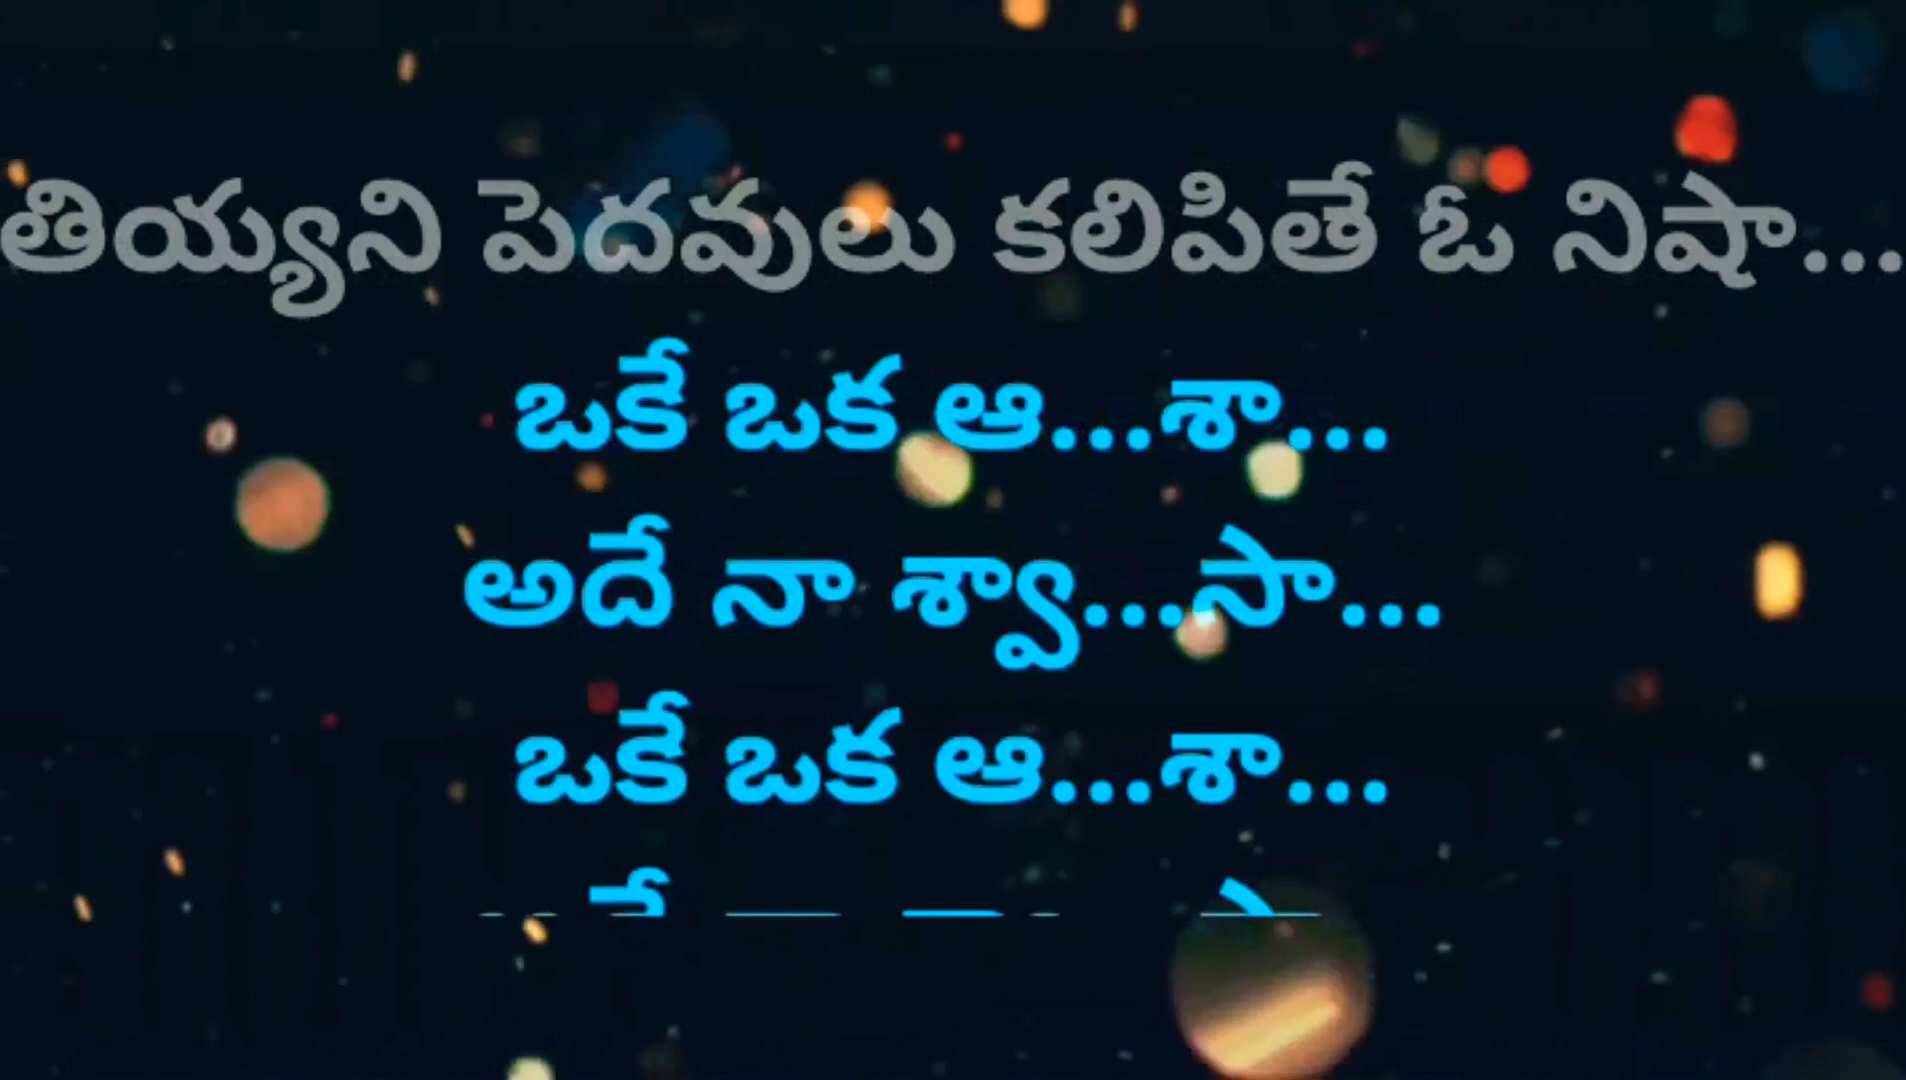 తియ్యని పెదవులు కలిపితే ఓ నిషా...
ఒకే ఒక ఆ...శా...
అదే నా శ్వా...సా...
ఒకే ఒక ఆ...శా...